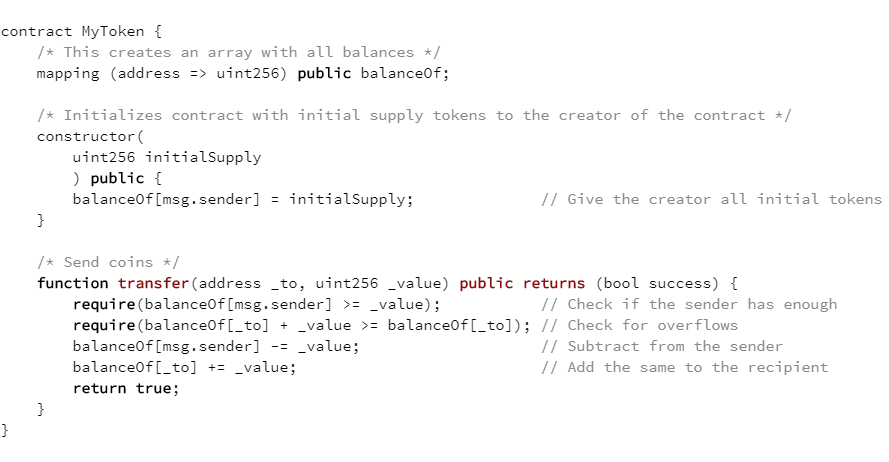 contract MyToken {
    /* This creates an array with all balances */
    mapping (address => uint256) public balanceOf;

    /* Initializes contract with initial supply tokens to the creator of the contract */
    constructor(
        uint256 initialSupply
        ) public {
        balanceOf[msg.sender] = initialSupply;              // Give the creator all initial tokens
    }

    /* Send coins */
    function transfer(address _to, uint256 _value) public returns (bool success) {
        require(balanceOf[msg.sender] >= _value);           // Check if the sender has enough
        require(balanceOf[_to] + _value >= balanceOf[_to]); // Check for overflows
        balanceOf[msg.sender] -= _value;                    // Subtract from the sender
        balanceOf[_to] += _value;                           // Add the same to the recipient
        return true;
    }
}